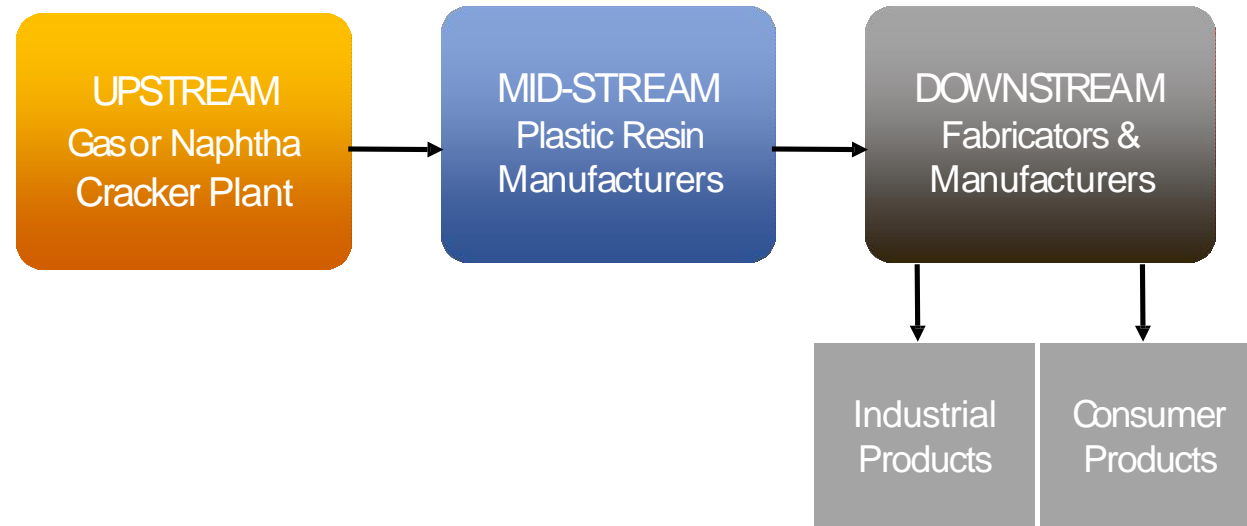 UPSTREAM
Gas or Naphtha
Cracker Plant
MID-STREAM
Plastic Resin
Manufacturers
DOWNSTREAM
Fabricators &
Manufacturers
Industrial
Products
Consumer
Products